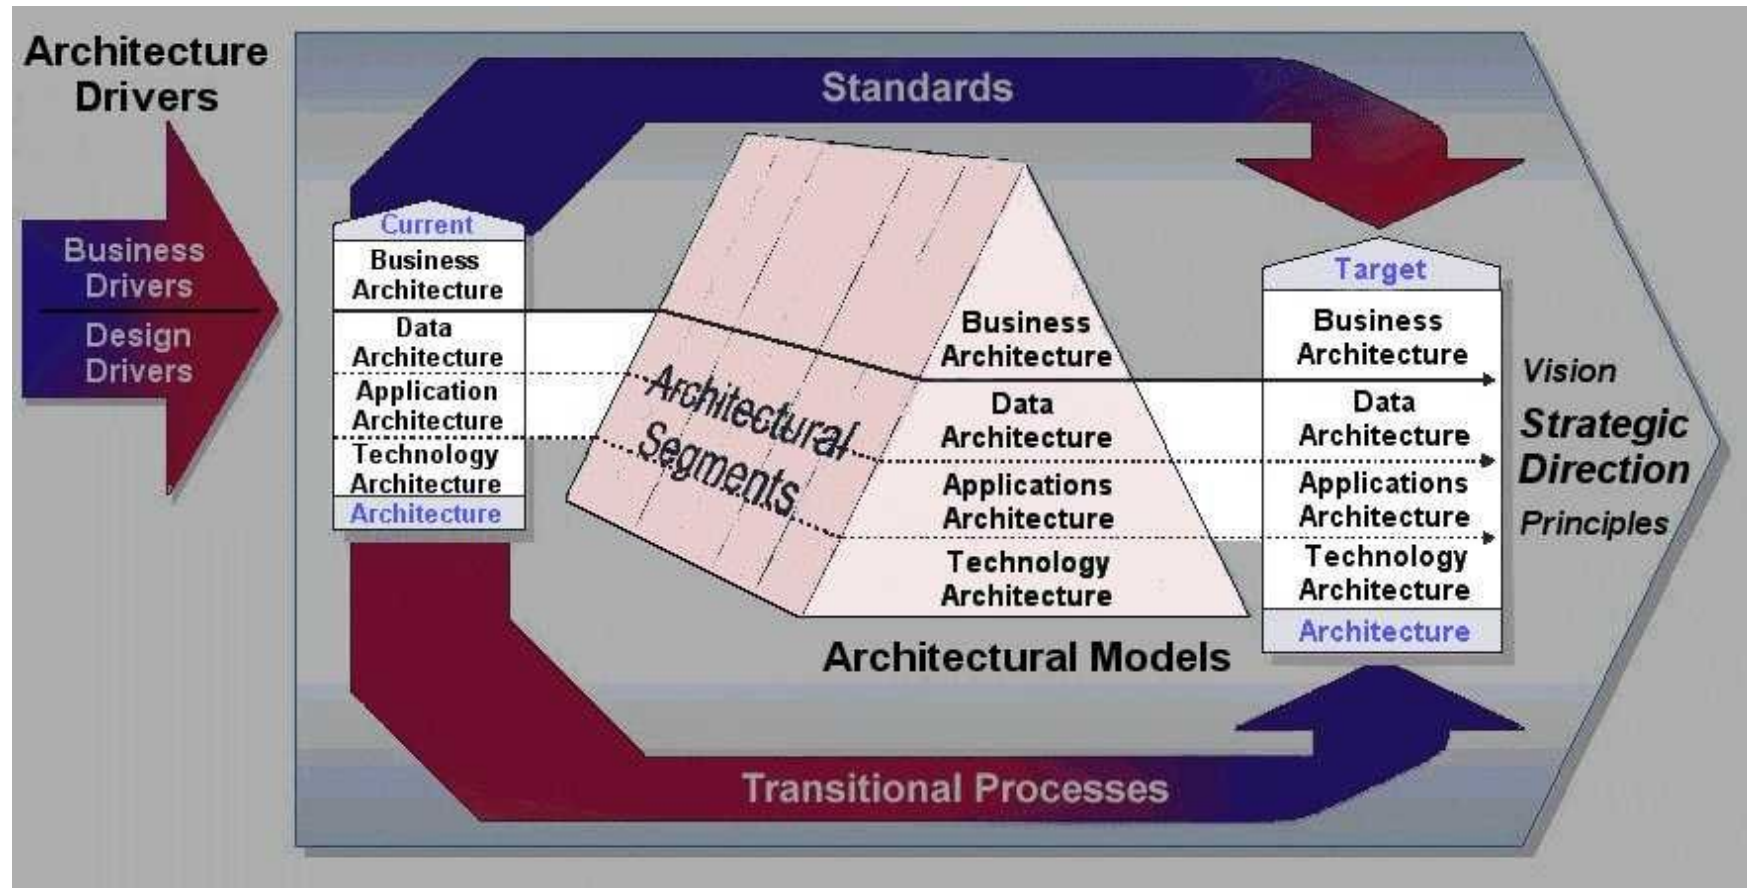 Architecture
Drivers
Business
Drivers
Design
Drivers
Standards
Current
Business
Architecture
Data
Architecture
Application
Architecture
Technology
Architecture
Architecture
Architectural
Segments
Business
Architecture
Data
Architecture
Applications
Architecture
Technology
Architecture
Architectural Models
Target
Business
Architecture
Data
Architecture
Applications
Architecture
Technology
Architecture
Architecture
Vision
Strategic
Direction
Principles
Transitional Processes